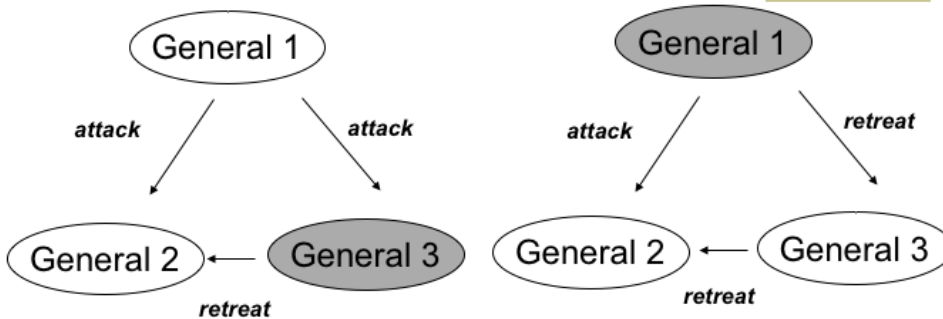 General 1
attack
attack
General 2
General 3
retreat
General 1
attack
retreat
General 2
General 3
retreat